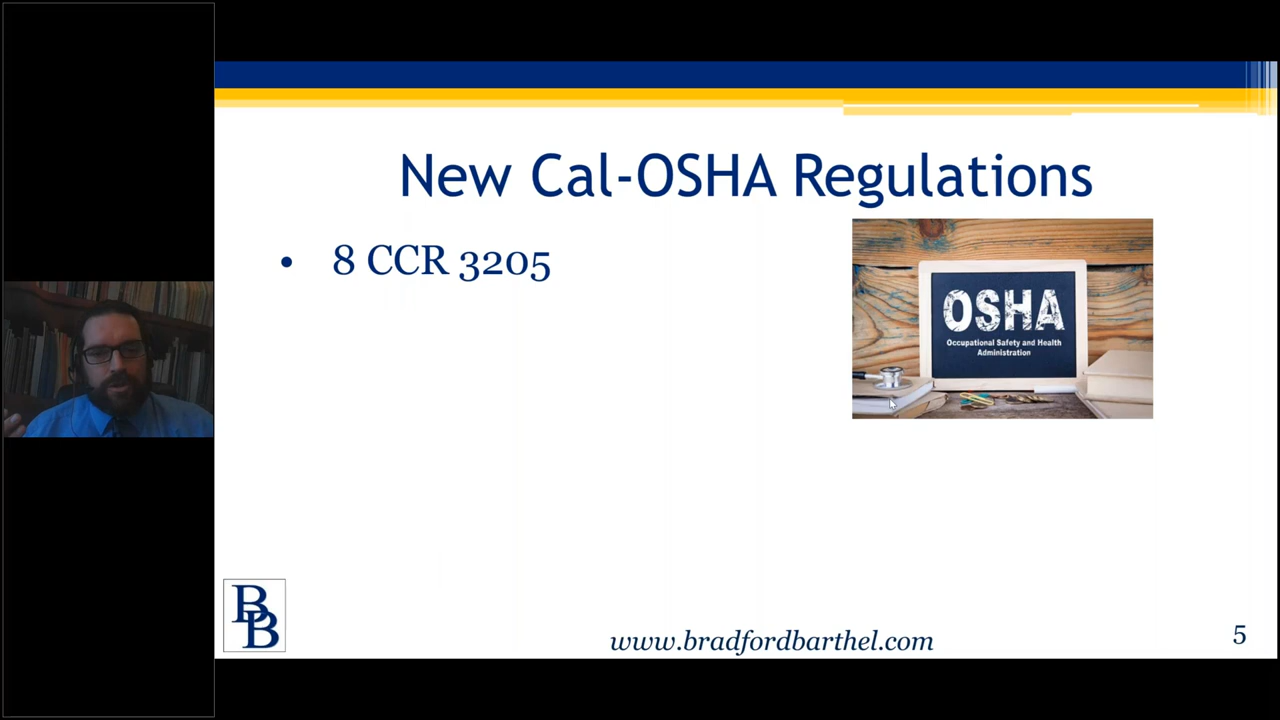 New Cal-OSHA Regulations
• 8 CCR 3205
OSHA
Occupational Safety and Health
Administration
BB
www.bradfordbarthel.com
5